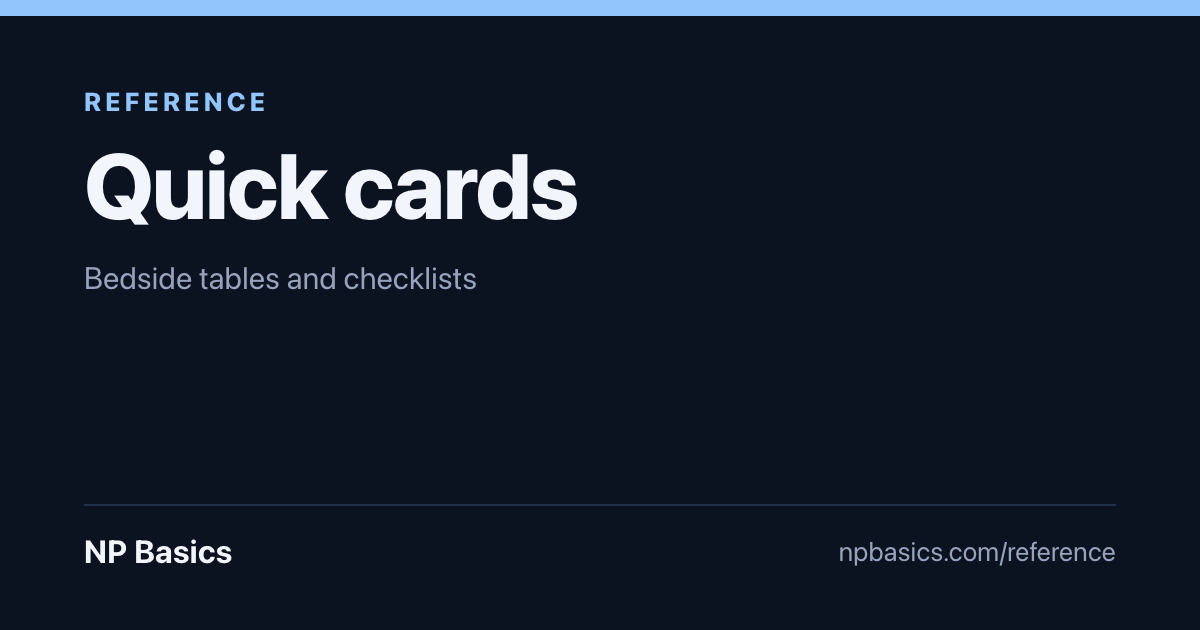 REFERENCE
Quick cards
Bedside tables and checklists
NP Basics
npbasics.com/reference